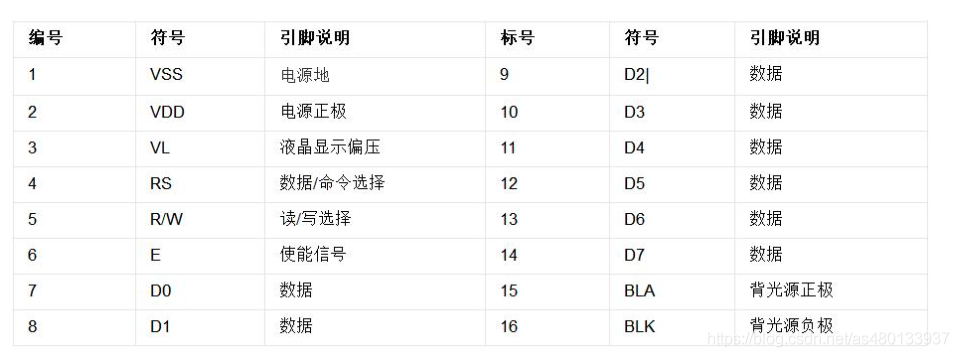 编号 符号 引脚说明 标号 符号 引脚说明
1 VSS 电源地 9 D2| 数据
2 VDD 电源正极 10 D3 数据
3 VL 液晶显示偏压 11 D4 数据
4 RS 数据/命令选择 12 D5 数据
5 R/W 读/写选择 13 D6 数据
6 E 使能信号 14 D7 数据
7 D0 数据 15 BLA 背光源正极
8 D1 数据 16 BLK 背光源负极
https://blog.csdn.net/as480133937